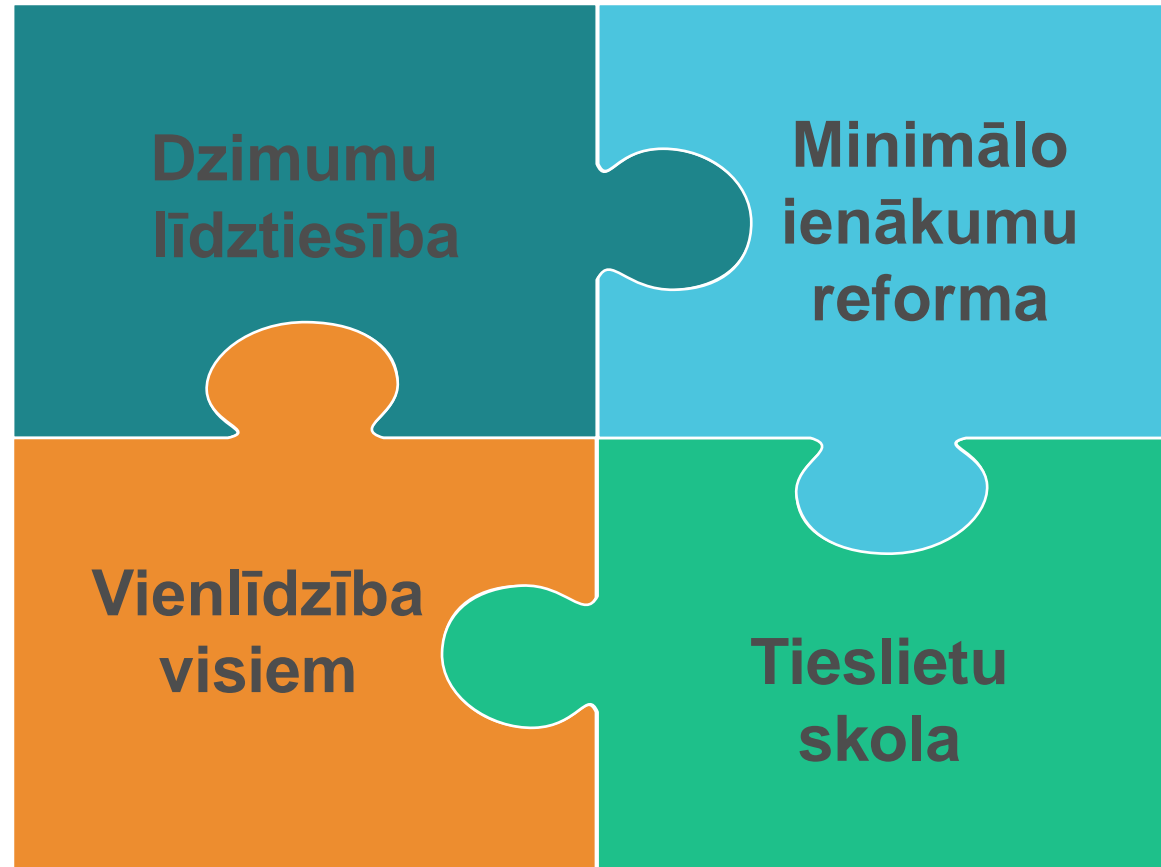 Dzimumu
līdztiesība
Minimālo
ienākumu
reforma
Vienlīdzība
visiem
Tieslietu
skola